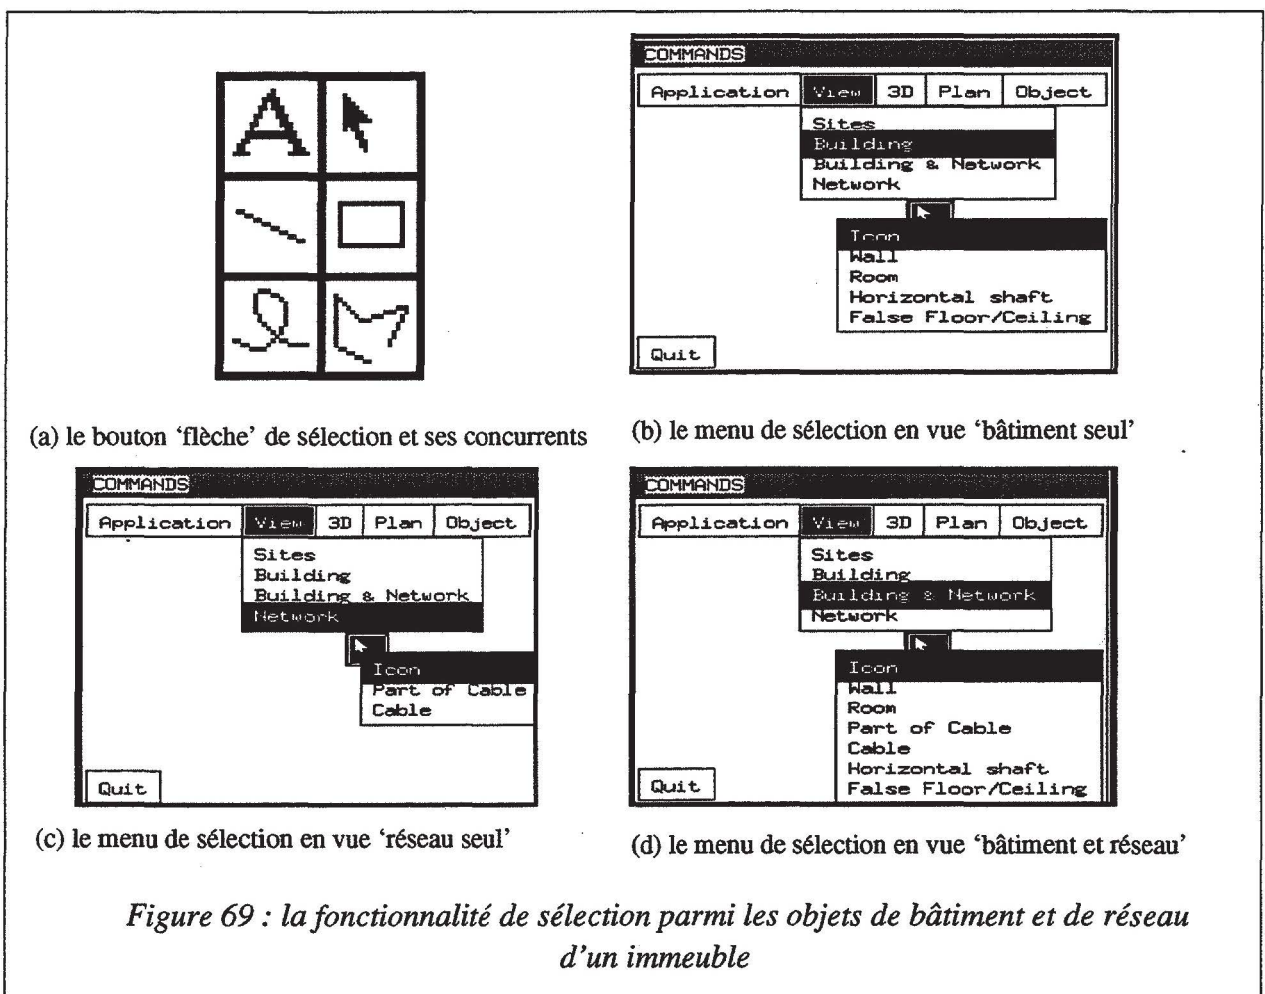 A
COMMANDS
Application View 3D Plan Object
Sites
Building
Building & Network
Network
Icon
Wall
Room
Horizontal shaft
False Floor/Ceiling
Quit
(a) le bouton ‘flèche’ de sélection et ses concurrents
(b) le menu de sélection en vue ‘bâtiment seul’
COMMANDS
Application View 3D Plan Object
Sites
Building
Building & Network
Network
Icon
Part of Cable
Cable
Quit
(c) le menu de sélection en vue ‘réseau seul’
COMMANDS
Application View 3D Plan Object
Sites
Building
Building & Network
Network
Icon
Wall
Room
Part of Cable
Cable
Horizontal shaft
False Floor/Ceiling
Quit
(d) le menu de sélection en vue ‘bâtiment et réseau’
Figure 69 : la fonctionnalité de sélection parmi les objets de bâtiment et de réseau
d’un immeuble